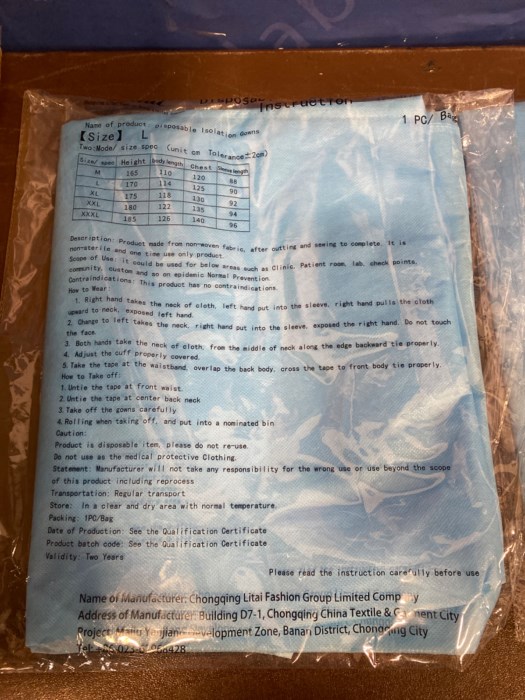 Instruction
1 PC/ Bag
Name of product Disposable Isolation Gowns
【Size】 L
Two:Mode/ size spec (unit cm Tolerance±2cm)
Size/ spec Height body length Chest Sleeve length
M 165 110 120 88
L 170 114 125 90
XL 175 118 130 92
XXL 180 122 135 94
XXXL 185 126 140 96
Description: Product made from non-woven fabric, after cutting and sewing to complete. It is
non-sterile and one time use only product.
Scope of Use: It could be used for below areas such as Clinic, Patient room, lab, check points,
community, custom and so on epidemic Normal Prevention.
Contraindications: This product has no contraindications.
How to Wear:
1. Right hand takes the neck of cloth, left hand put into the sleeve, right hand pulls the cloth
upward to neck, exposed left hand.
2. Change to left takes the neck, right hand put into the sleeve, exposed the right hand. Do not touch
the face.
3. Both hands take the neck of cloth, from the middle of neck along the edge backward tie properly.
4. Adjust the cuff properly covered.
5. Take the tape at the waistband, overlap the back body, cross the tape to front body tie properly.
How to Take off:
1. Untie the tape at front waist.
2. Untie the tape at center back neck
3. Take off the gowns carefully
4. Rolling when taking off, and put into a nominated bin
Caution:
Product is disposable item, please do not re-use.
Do not use as the medical protective Clothing.
Statement: Manufacturer will not take any responsibility for the wrong use or use beyond the scope
of this product including reprocess
Transportation: Regular transport
Store: In a clear and dry area with normal temperature.
Packing: 1PC/Bag
Date of Production: See the Qualification Certificate
Product batch code: See the Qualification Certificate
Validity: Two Years
Please read the instruction carefully before use
Name of Manufacturer: Chongqing Litai Fashion Group Limited Company
Address of Manufacturer: Building D7-1, Chongqing China Textile & Garment City
Project, Development Zone, Banan District, Chongqing City
Tel: